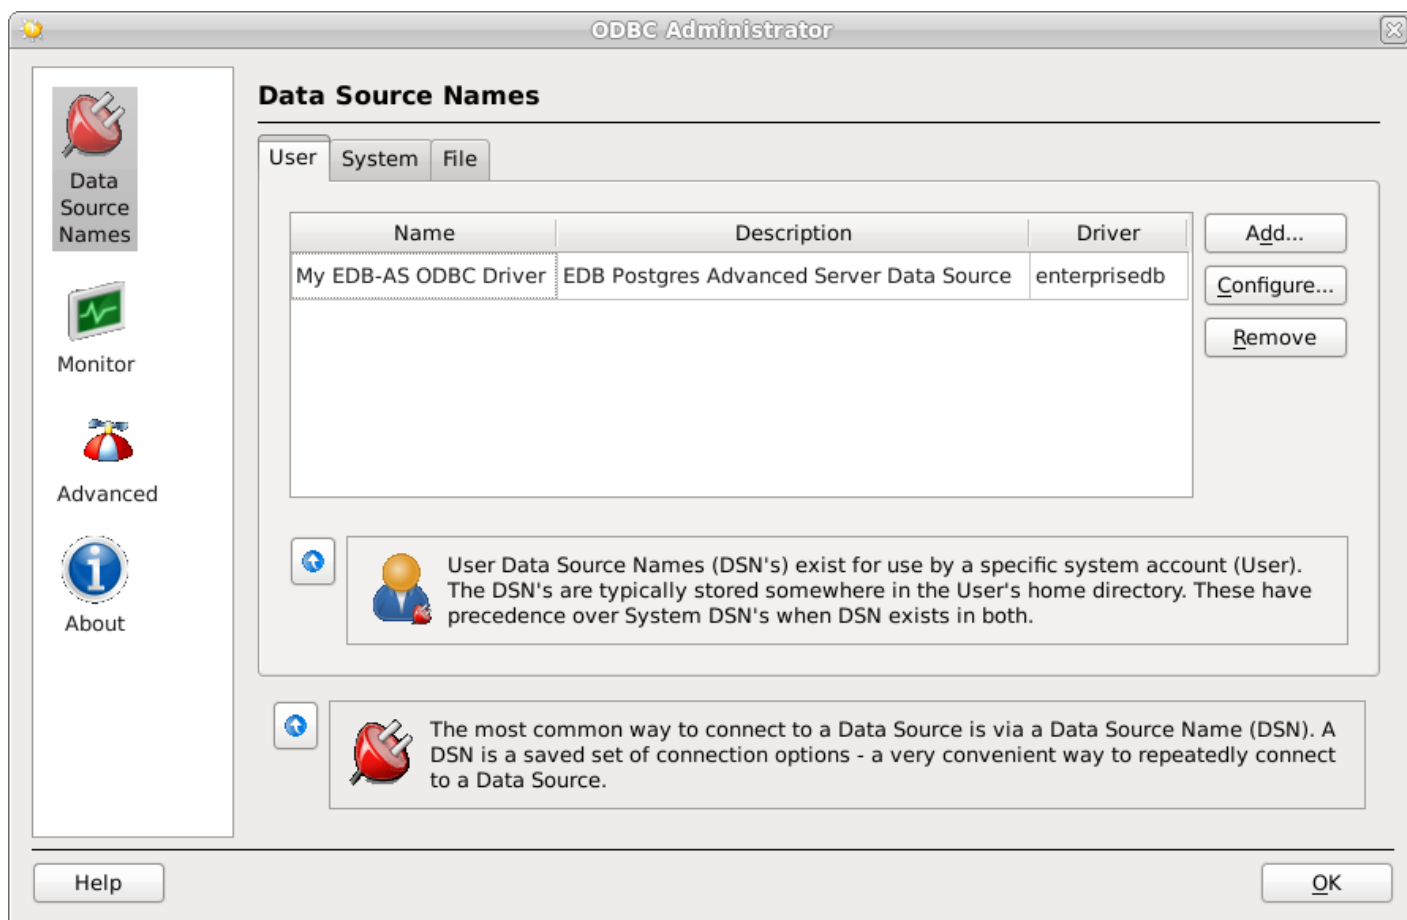 ODBC Administrator
Data
Source
Names
Monitor
Advanced
About
Data Source Names
User System File
Name Description Driver
My EDB-AS ODBC Driver EDB Postgres Advanced Server Data Source enterprisedb
Add...
Configure...
Remove
User Data Source Names (DSN's) exist for use by a specific system account (User).
The DSN's are typically stored somewhere in the User's home directory. These have
precedence over System DSN's when DSN exists in both.
The most common way to connect to a Data Source is via a Data Source Name (DSN). A
DSN is a saved set of connection options - a very convenient way to repeatedly connect
to a Data Source.
Help OK